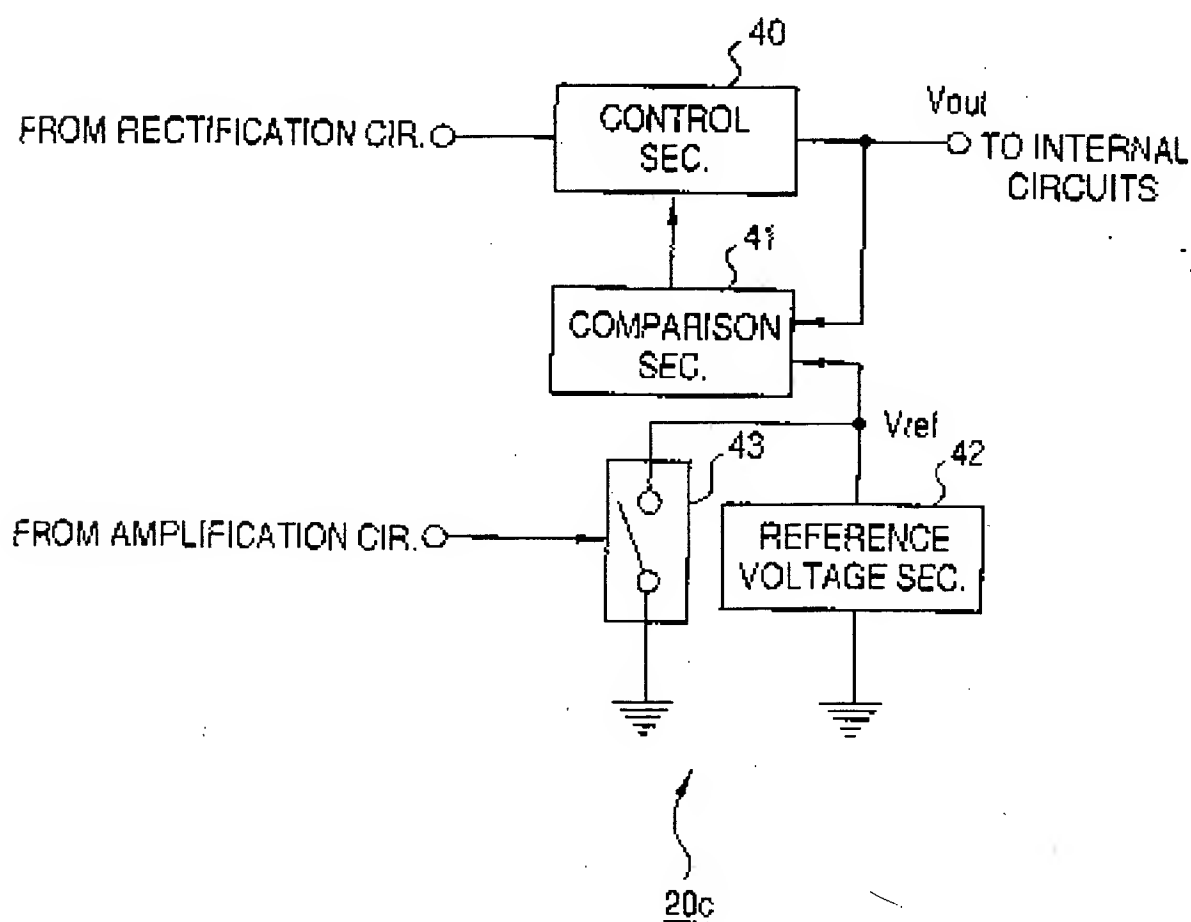 40
FROM RECTIFICATION CIR.
CONTROL
SEC.
Vout
TO INTERNAL
CIRCUITS
41
COMPARISON
SEC.
Vref
43
42
FROM AMPLIFICATION CIR.
REFERENCE
VOLTAGE SEC.
20c